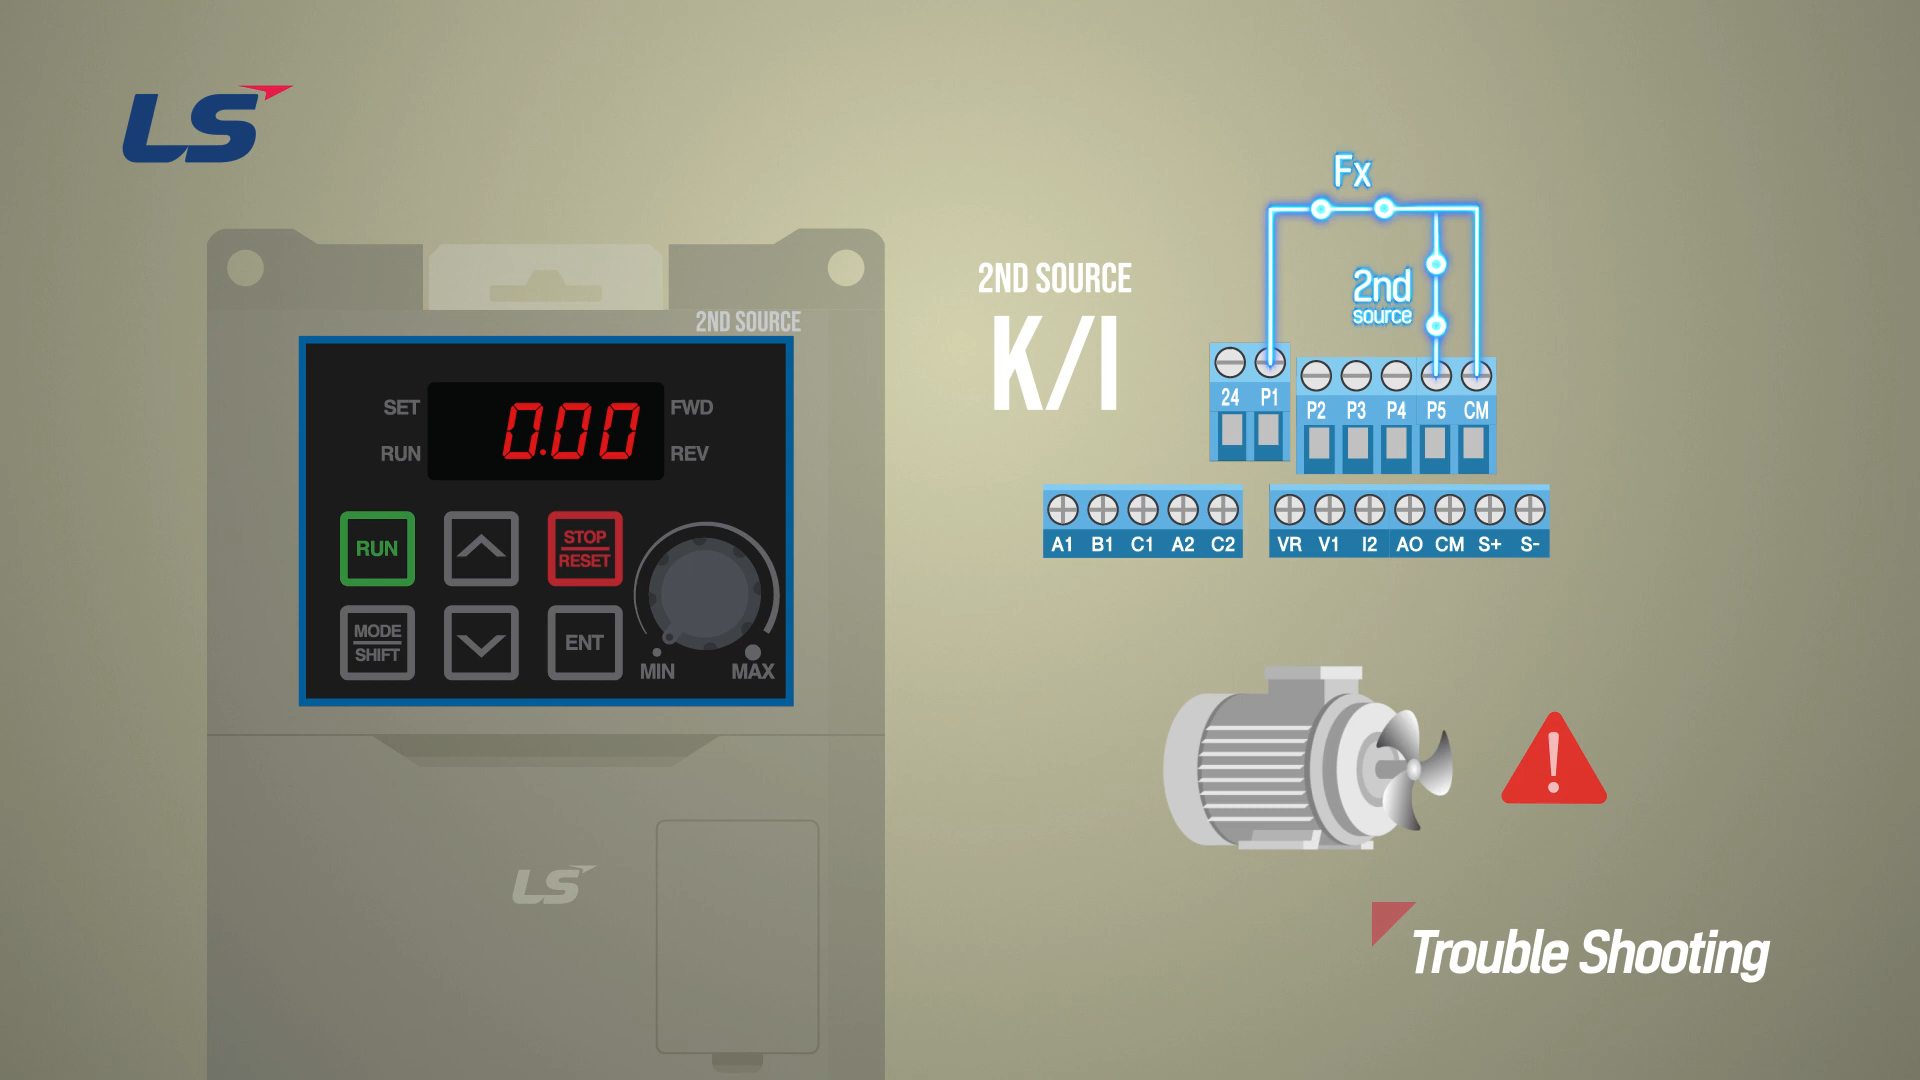 LS
Fx
2ND SOURCE
K/I
2nd
source
2ND SOURCE
SET
FWD
0.00
RUN
REV
24
P1
P2
P3
P4
P5
CM
A1
B1
C1
A2
C2
VR
V1
I2
AO
CM
S+
S-
RUN
STOP
RESET
MODE
SHIFT
ENT
MIN
MAX
LS
Trouble Shooting